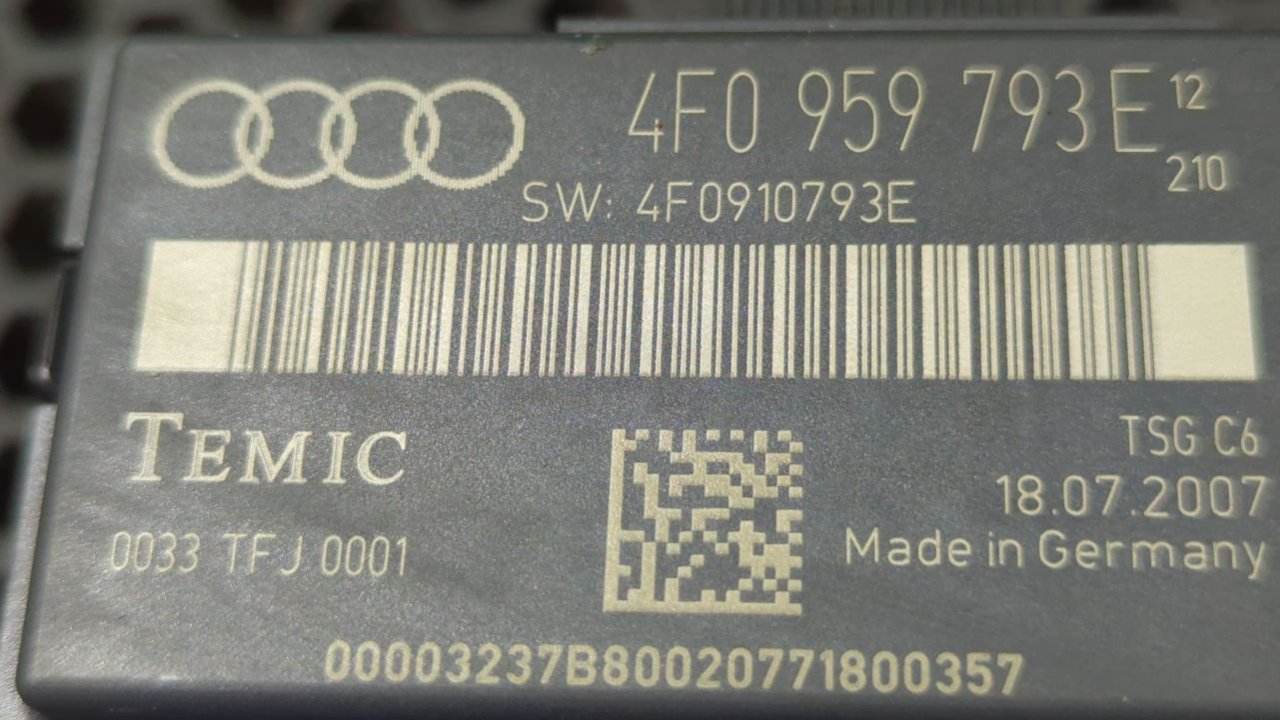 4F0 959 793E 12
210
SW: 4F0910793E
TEMIC
TSG C6
18.07.2007
0033 TFJ 0001
Made in Germany
00003237B80020771800357